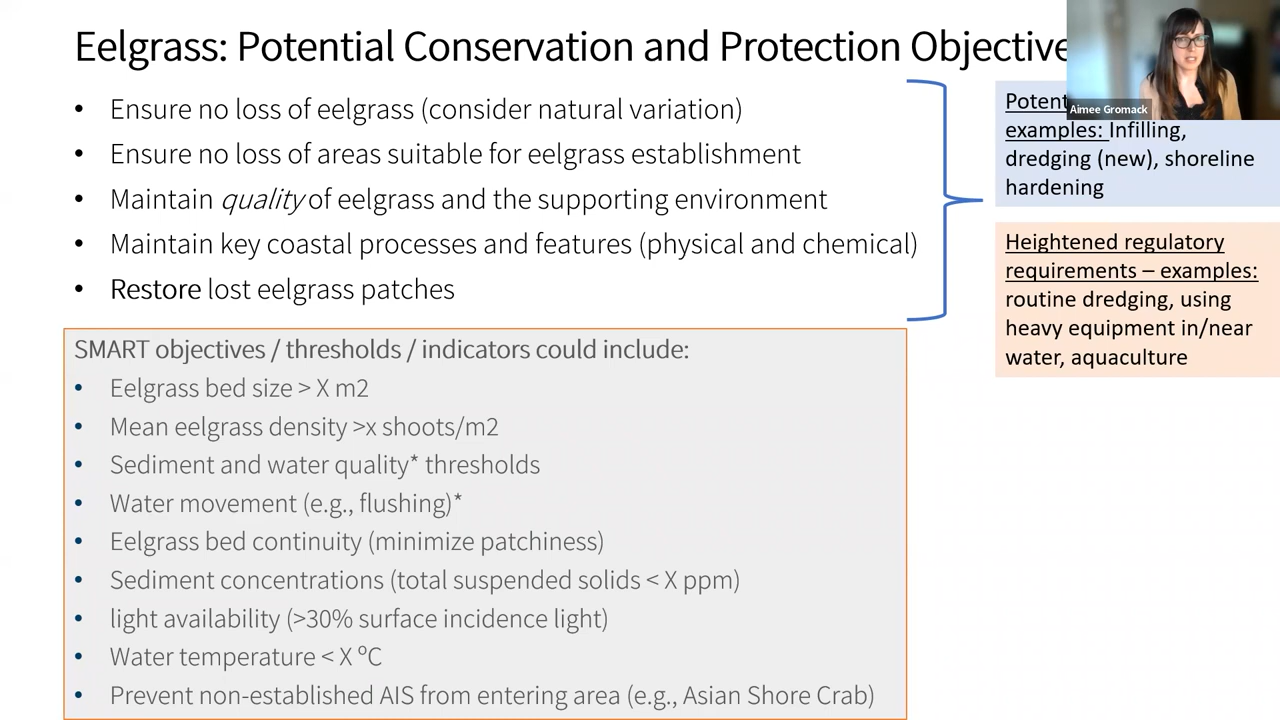 Eelgrass: Potential Conservation and Protection
• Ensure no loss of eelgrass (consider natural variation)
• Ensure no loss of areas suitable for eelgrass establishment
• Maintain quality of eelgrass and the supporting environment
• Maintain key coastal processes and features (physical and chemical)
• Restore lost eelgrass patches
SMART objectives / thresholds / indicators could include:
• Eelgrass bed size > X m2
• Mean eelgrass density >x shoots/m2
• Sediment and water quality* thresholds
• Water movement (e.g., flushing)*
• Eelgrass bed continuity (minimize patchiness)
• Sediment concentrations (total suspended solids < X ppm)
• light availability (>30% surface incidence light)
• Water temperature < X ºC
• Prevent non-established AIS from entering area (e.g., Asian Shore Crab)
Aimee Gromack
examples: Infilling,
dredging (new), shoreline
hardening
Heightened regulatory
requirements – examples:
routine dredging, using
heavy equipment in/near
water, aquaculture